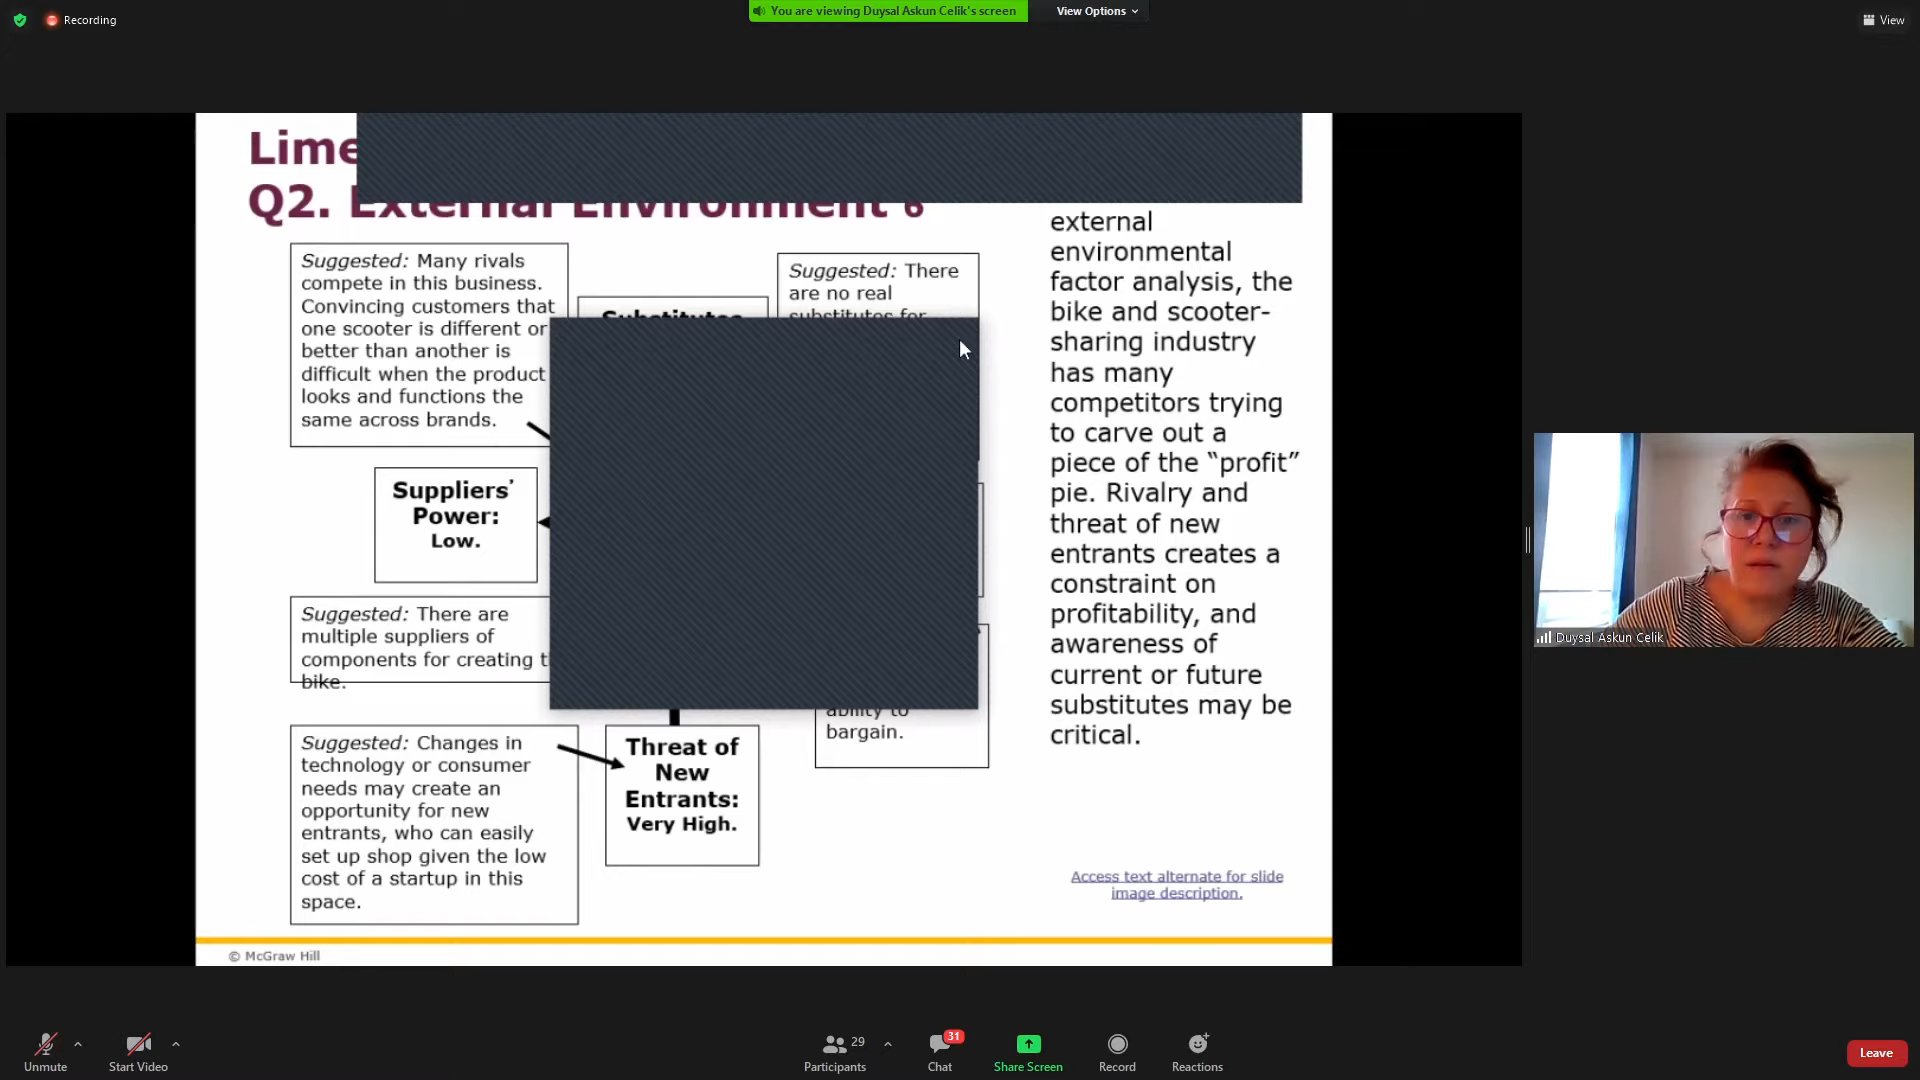 Recording
You are viewing Duysal Askun Celik's screen
View Options
View
Lime
Q2. External Environment 6
Suggested: Many rivals
compete in this business.
Convincing customers that
one scooter is different or
better than another is
difficult when the product
looks and functions the
same across brands.
Substitutes
Suggested: There
are no real
substitutes for
Suppliers’
Power:
Low.
Suggested: There are
multiple suppliers of
components for creating
bike.
ability to
bargain.
Suggested: Changes in
technology or consumer
needs may create an
opportunity for new
entrants, who can easily
set up shop given the low
cost of a startup in this
space.
Threat of
New
Entrants:
Very High.
external
environmental
factor analysis, the
bike and scooter-
sharing industry
has many
competitors trying
to carve out a
piece of the “profit”
pie. Rivalry and
threat of new
entrants creates a
constraint on
profitability, and
awareness of
current or future
substitutes may be
critical.
Access text alternate for slide
image description.
© McGraw Hill
Duysal Askun Celik
Unmute
Start Video
29
Participants
31
Chat
Share Screen
Record
Reactions
Leave